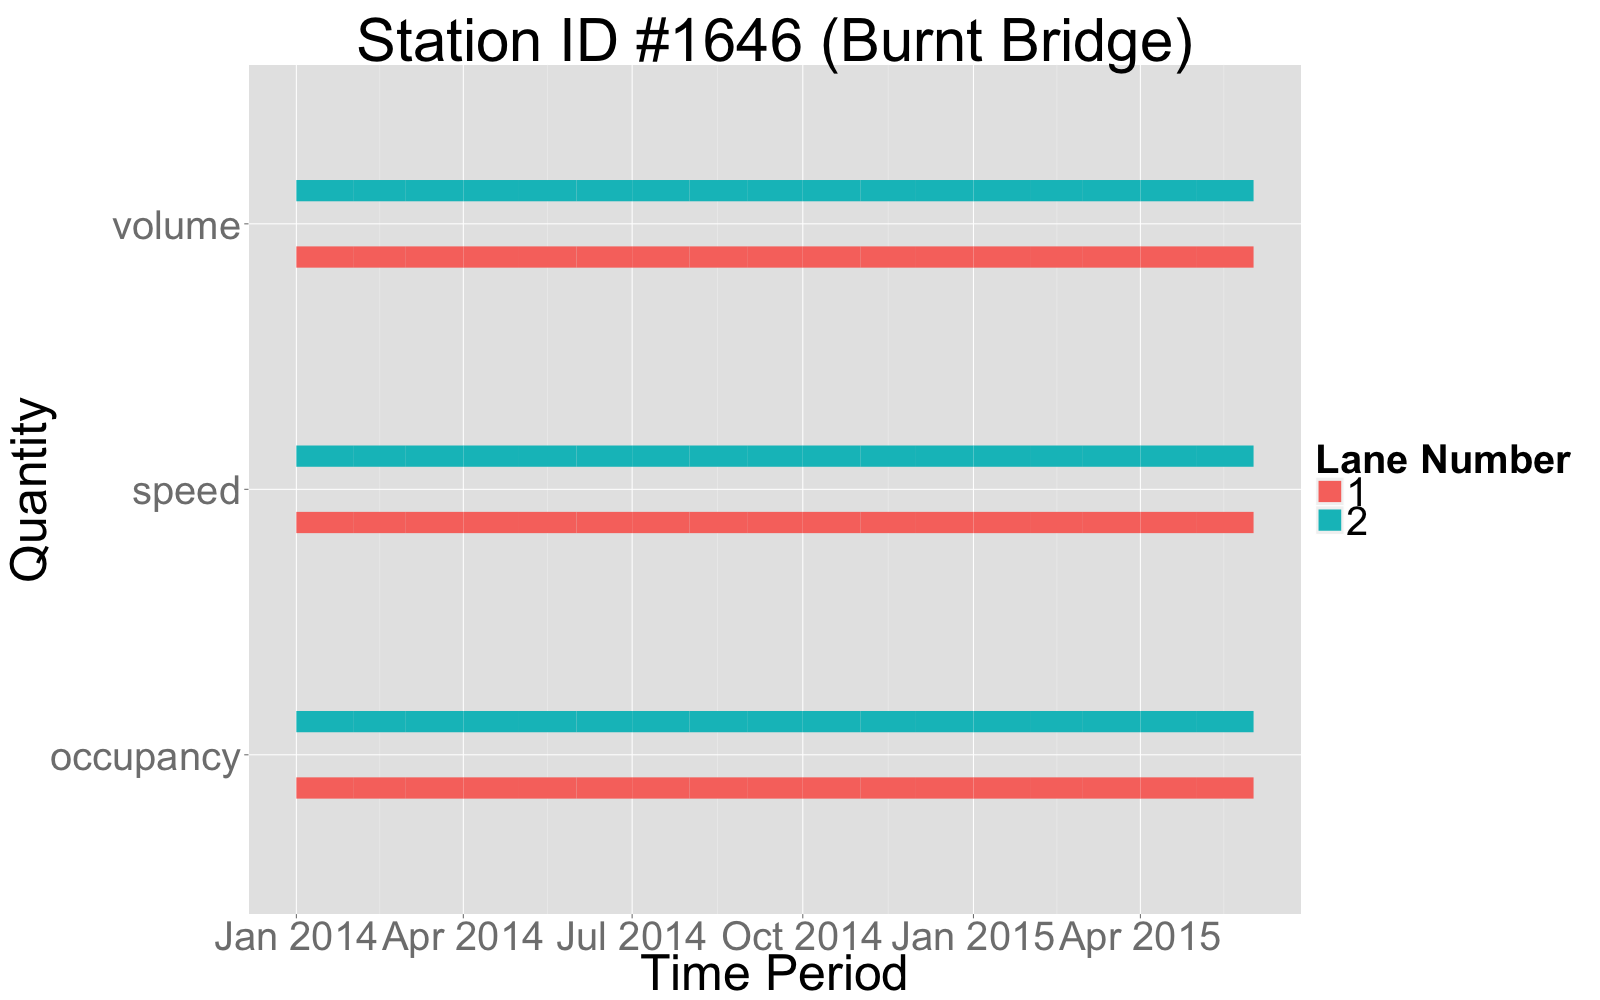 Station ID #1646 (Burnt Bridge)
volume
speed
occupancy
Quantity
Jan 2014 Apr 2014 Jul 2014 Oct 2014 Jan 2015 Apr 2015
Time Period
Lane Number
1
2